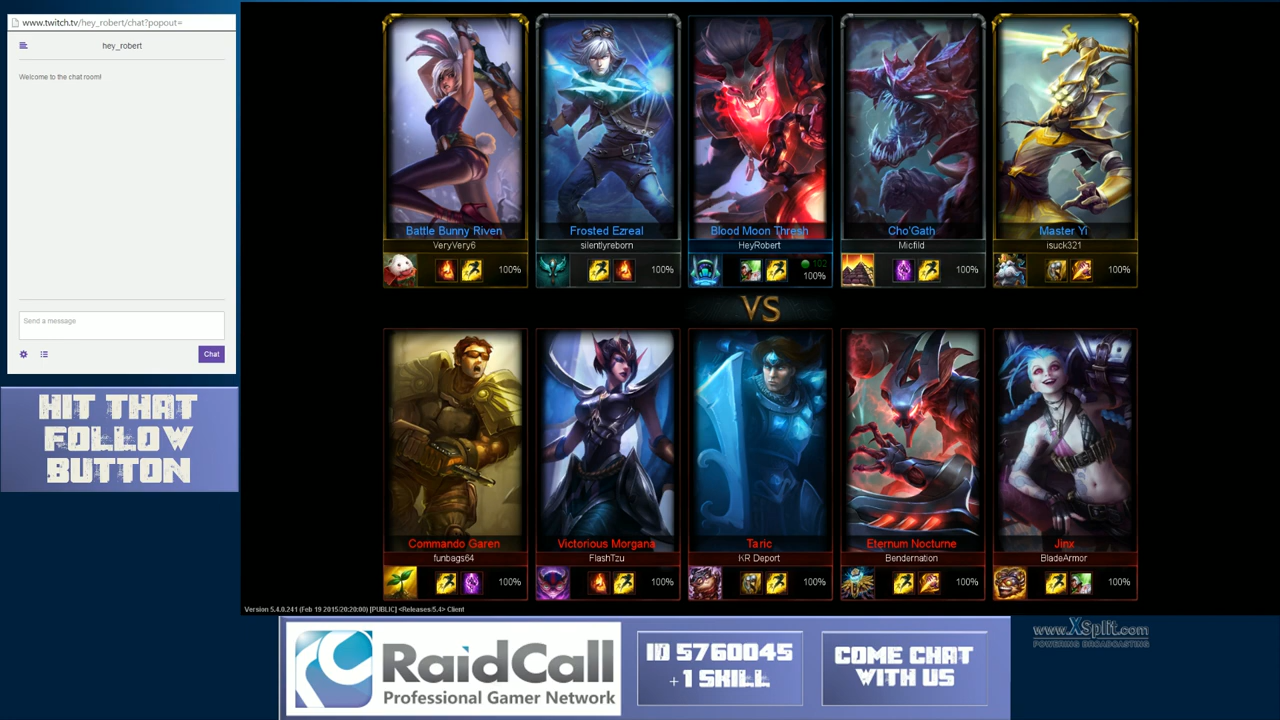 www.twitch.tv/hey_robert/chat?popout=
hey_robert
Welcome to the chat room!
Send a message
Chat
HIT THAT
FOLLOW
BUTTON
Battle Bunny Riven
VeryVery6
100%
Frosted Ezreal
silentlyreborn
100%
Blood Moon Thresh
HeyRobert
102
100%
Cho'Gath
Micfild
100%
Master Yi
isuck321
100%
VS
Commando Garen
funbags64
100%
Victorious Morgana
FlashTzu
100%
Taric
KR Deport
100%
Eternum Nocturne
Bendernation
100%
Jinx
BladeArmor
100%
Version 5.4.0.241 (Feb 19 2015/20:20:00) [PUBLIC] <Releases/5.4> Client
RaidCall
Professional Gamer Network
ID 5760045
+1 SKILL
COME CHAT
WITH US
www.XSplit.com
POWERING BROADCASTING